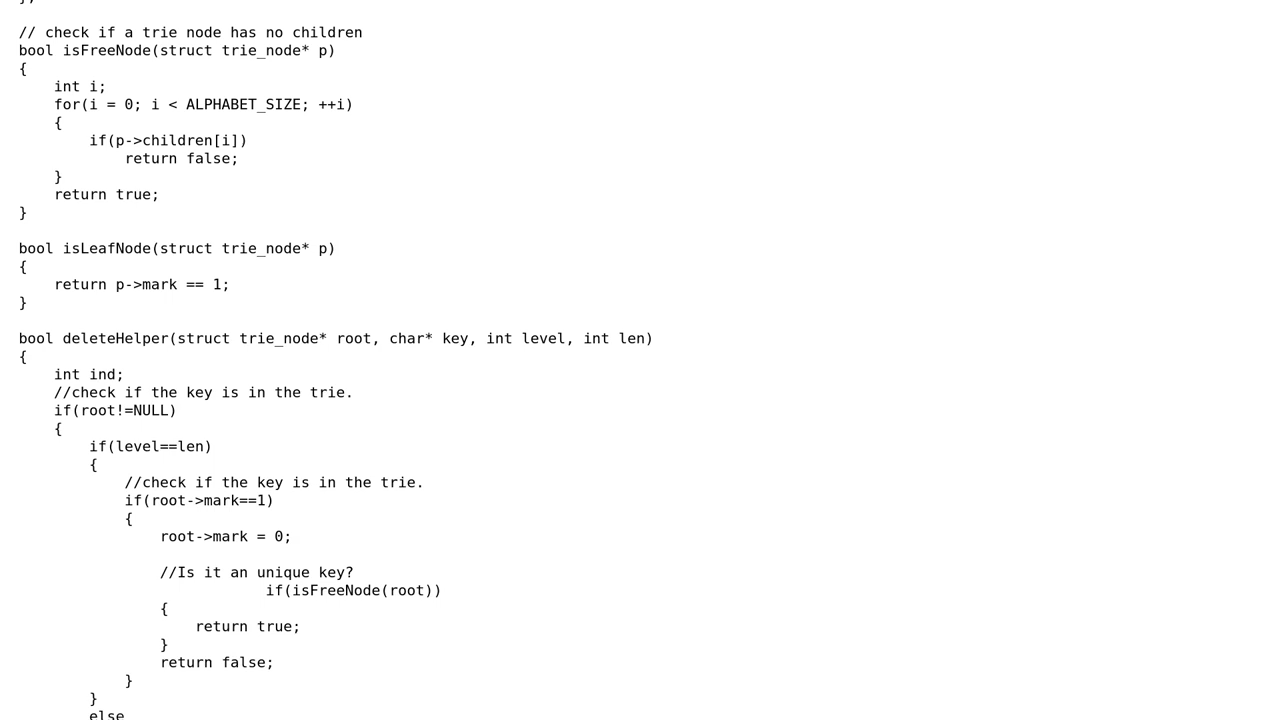 };
// check if a trie node has no children
bool isFreeNode(struct trie_node* p)
{
    int i;
    for(i = 0; i < ALPHABET_SIZE; ++i)
    {
        if(p->children[i])
            return false;
    }
    return true;
}
bool isLeafNode(struct trie_node* p)
{
    return p->mark == 1;
}
bool deleteHelper(struct trie_node* root, char* key, int level, int len)
{
    int ind;
    //check if the key is in the trie.
    if(root!=NULL)
    {
        if(level==len)
        {
            //check if the key is in the trie.
            if(root->mark==1)
            {
                root->mark = 0;
                //Is it an unique key?
                            if(isFreeNode(root))
                {
                    return true;
                }
                return false;
            }
        }
        else